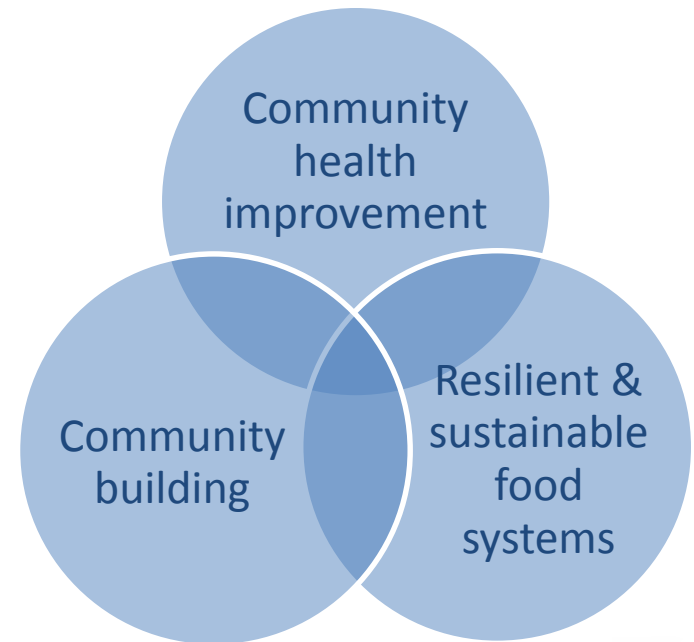 Community
health
improvement
Community
building
Resilient &
sustainable
food
systems